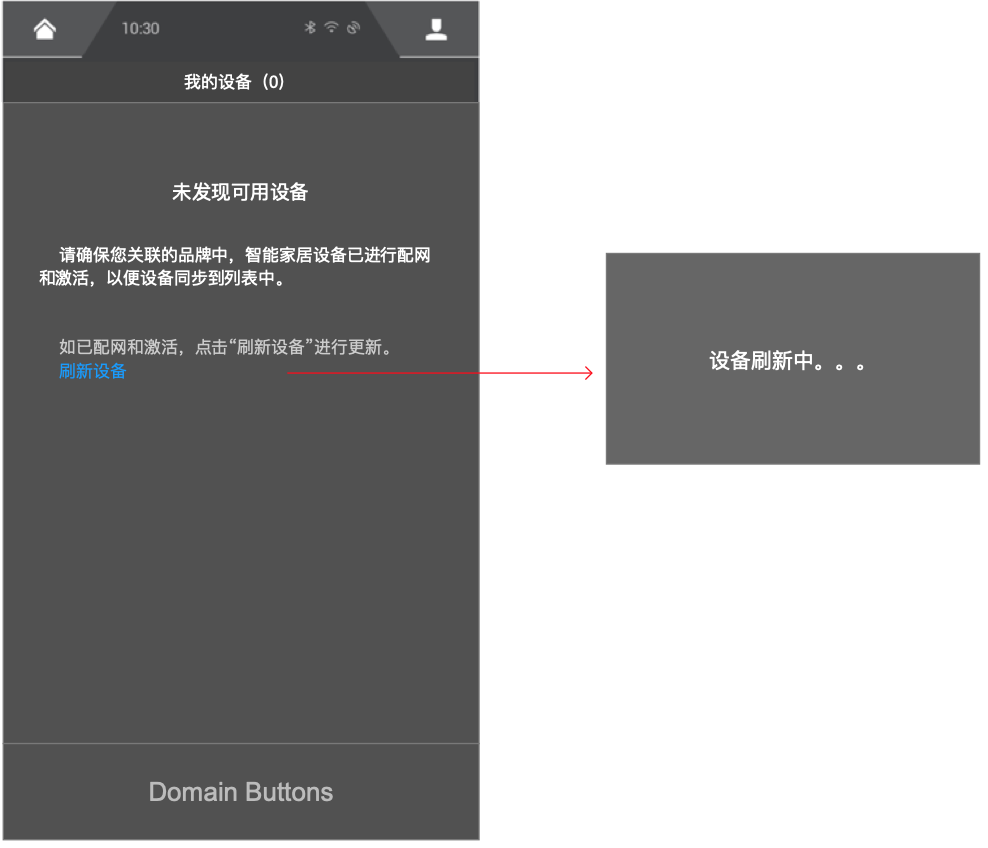 10:30
我的设备（0）
未发现可用设备
请确保您关联的品牌中，智能家居设备已进行配网
和激活，以便设备同步到列表中。
如已配网和激活，点击“刷新设备”进行更新。
刷新设备
设备刷新中。。。
Domain Buttons